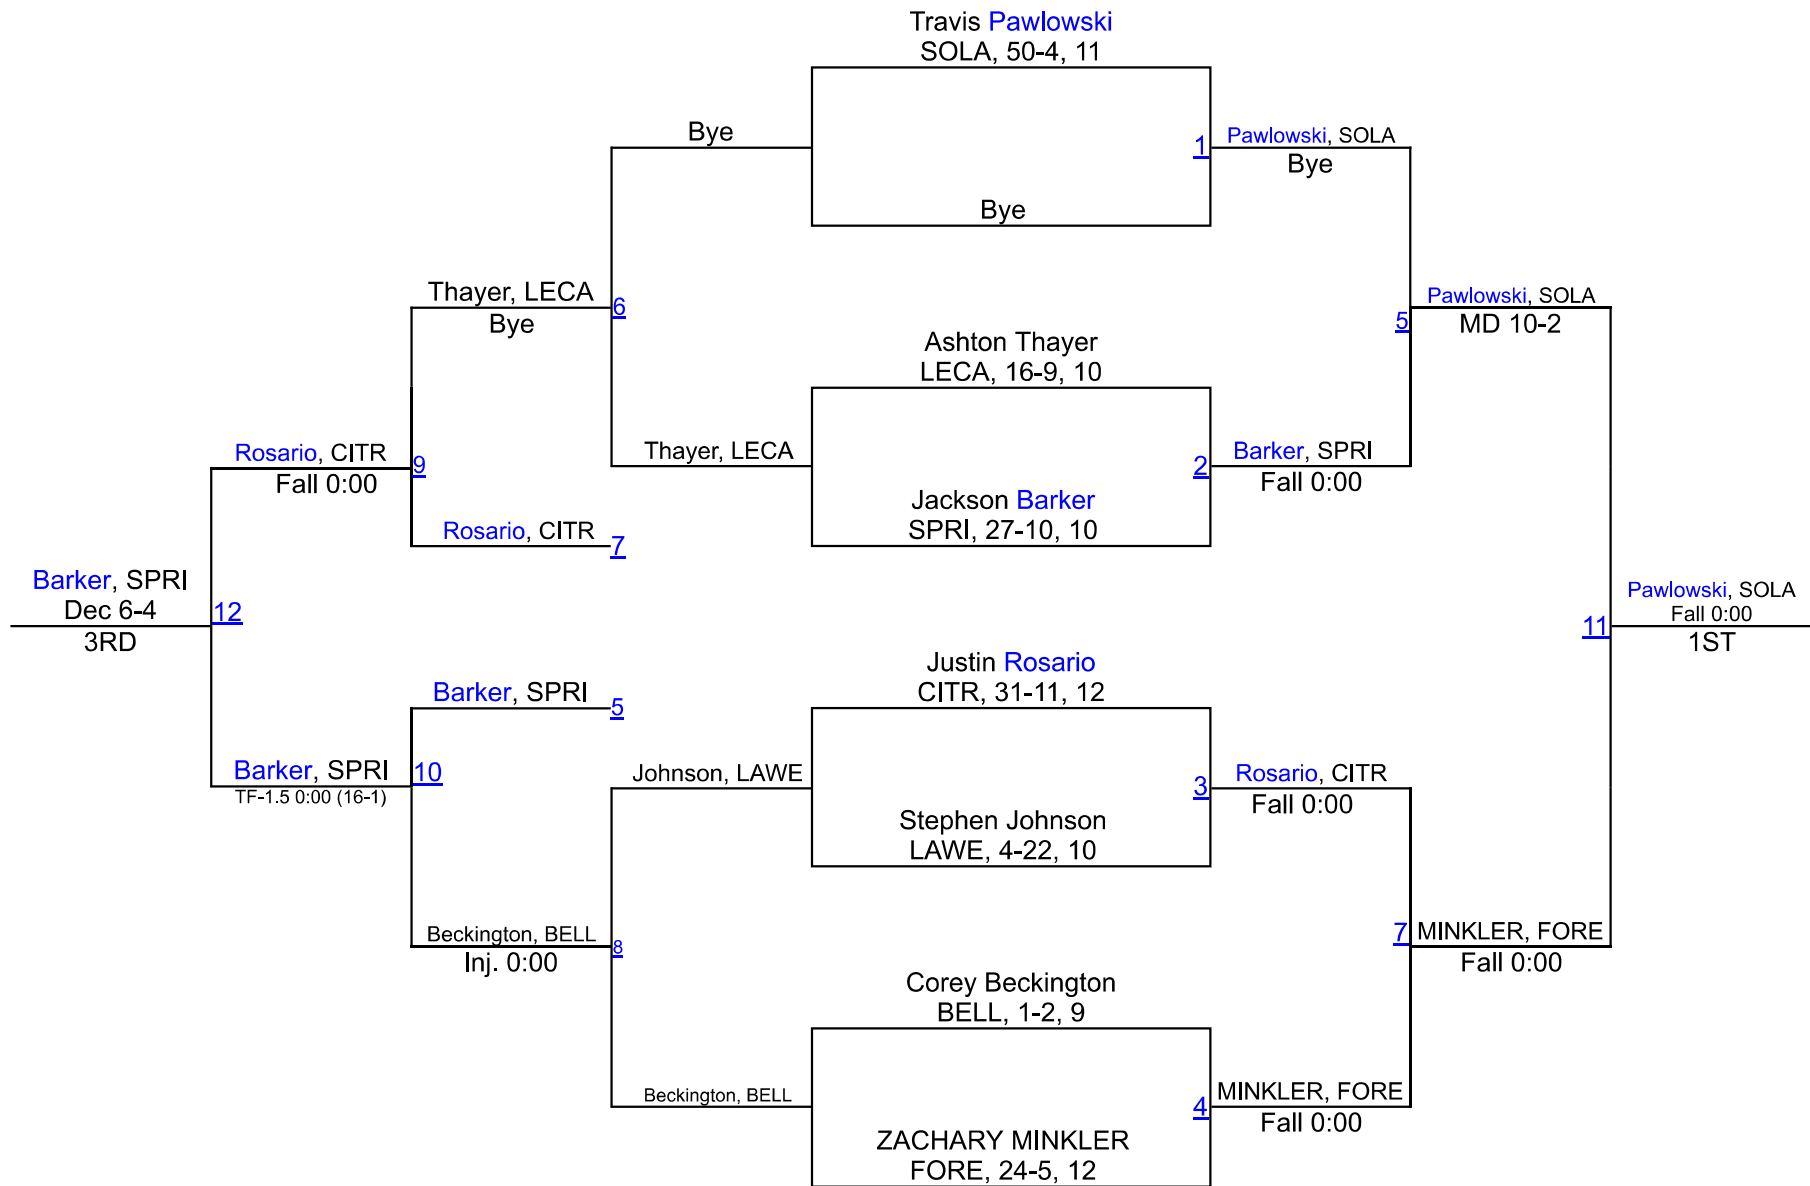 Travis Pawlowski
SOLA, 50-4, 11
Bye
1
Pawlowski, SOLA
Bye
Bye
Thayer, LECA
Bye
6
Pawlowski, SOLA
MD 10-2
5
Ashton Thayer
LECA, 16-9, 10
Rosario, CITR
Fall 0:00
9
Thayer, LECA
2
Barker, SPRI
Fall 0:00
Jackson Barker
SPRI, 27-10, 10
Rosario, CITR
7
Barker, SPRI
Dec 6-4
3RD
12
Pawlowski, SOLA
Fall 0:00
1ST
11
Justin Rosario
CITR, 31-11, 12
Barker, SPRI
5
Barker, SPRI
TF-1.5 0:00 (16-1)
10
Johnson, LAWE
3
Rosario, CITR
Fall 0:00
Stephen Johnson
LAWE, 4-22, 10
Beckington, BELL
Inj. 0:00
8
7
MINKLER, FORE
Fall 0:00
Corey Beckington
BELL, 1-2, 9
Beckington, BELL
4
MINKLER, FORE
Fall 0:00
ZACHARY MINKLER
FORE, 24-5, 12